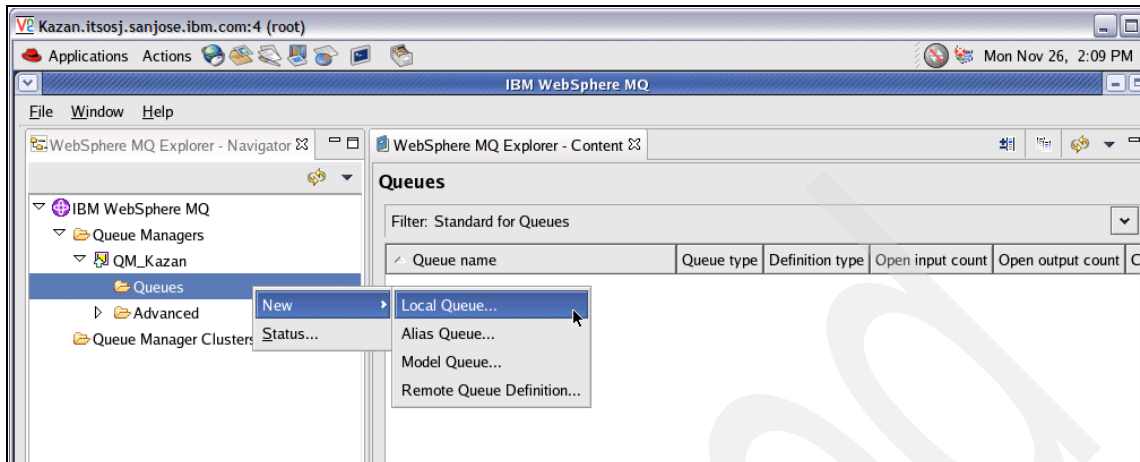 Kazan.itsosj.sanjose.ibm.com:4 (root)
Applications Actions Mon Nov 26, 2:09 PM
IBM WebSphere MQ
File Window Help
WebSphere MQ Explorer - Navigator
WebSphere MQ Explorer - Content
Queues
IBM WebSphere MQ
Queue Managers
QM_Kazan
Queues
Advanced
Queue Manager Clusters
Filter: Standard for Queues
Queue name Queue type Definition type Open input count Open output count C
New
Status...
Local Queue...
Alias Queue...
Model Queue...
Remote Queue Definition...